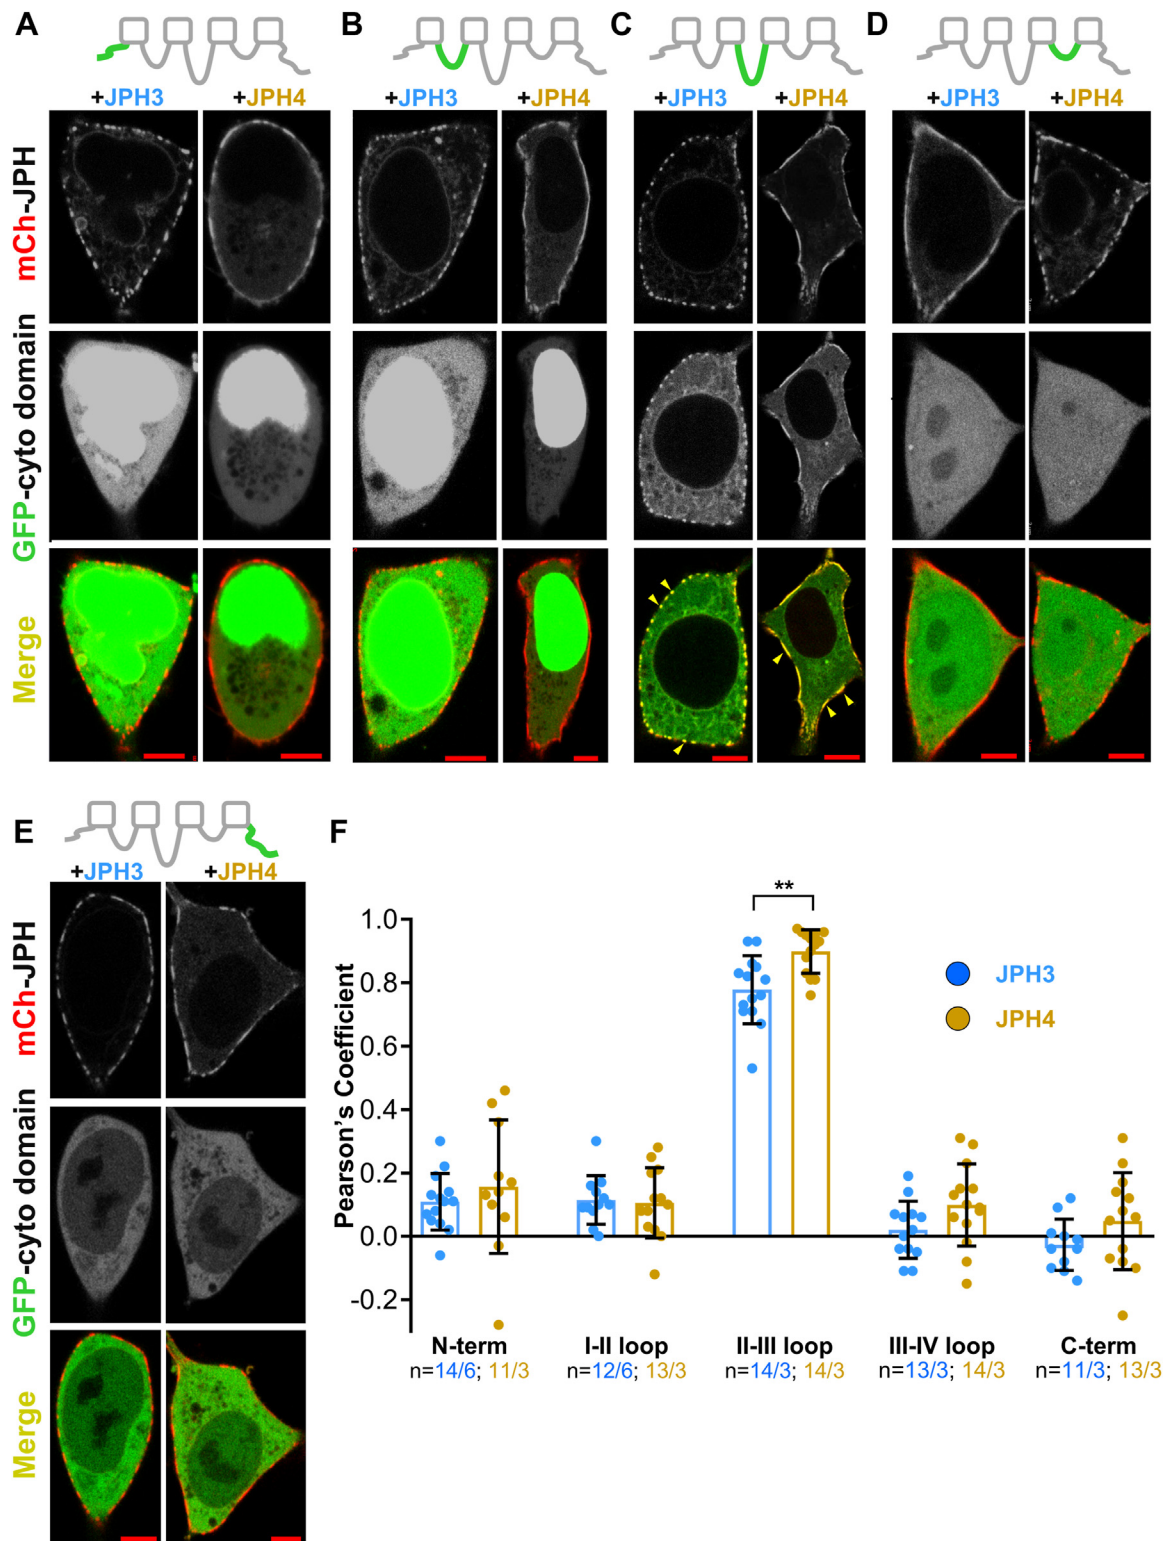 A
B
C
D
+JPH3
+JPH4
+JPH3
+JPH4
+JPH3
+JPH4
+JPH3
+JPH4
mCh-JPH
GFP-cyto domain
Merge
E
F
+JPH3
+JPH4
mCh-JPH
GFP-cyto domain
Merge
Pearson's Coefficient
1.0
0.8
0.6
0.4
0.2
0.0
-0.2
**
JPH3
JPH4
N-term
I-II loop
II-III loop
III-IV loop
C-term
n=14/6; 11/3
n=12/6; 13/3
n=14/3; 14/3
n=13/3; 14/3
n=11/3; 13/3